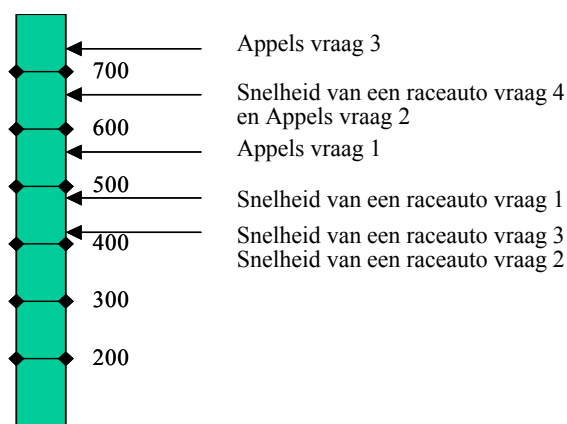 Appels vraag 3
700
Snelheid van een raceauto vraag 4
en Appels vraag 2
600
Appels vraag 1
500
Snelheid van een raceauto vraag 1
Snelheid van een raceauto vraag 3
400
Snelheid van een raceauto vraag 2
300
200